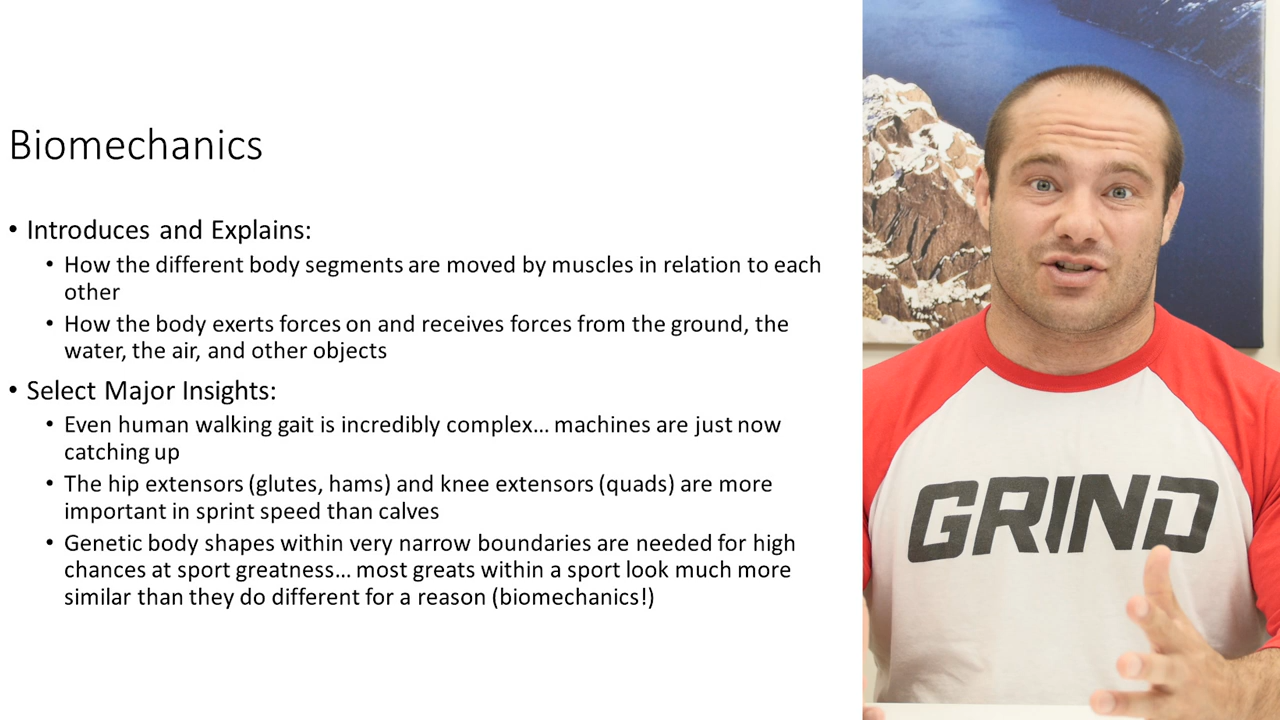 Biomechanics
• Introduces and Explains:
• How the different body segments are moved by muscles in relation to each
other
• How the body exerts forces on and receives forces from the ground, the
water, the air, and other objects
• Select Major Insights:
• Even human walking gait is incredibly complex... machines are just now
catching up
• The hip extensors (glutes, hams) and knee extensors (quads) are more
important in sprint speed than calves
• Genetic body shapes within very narrow boundaries are needed for high
chances at sport greatness... most greats within a sport look much more
similar than they do different for a reason (biomechanics!)
GRIND